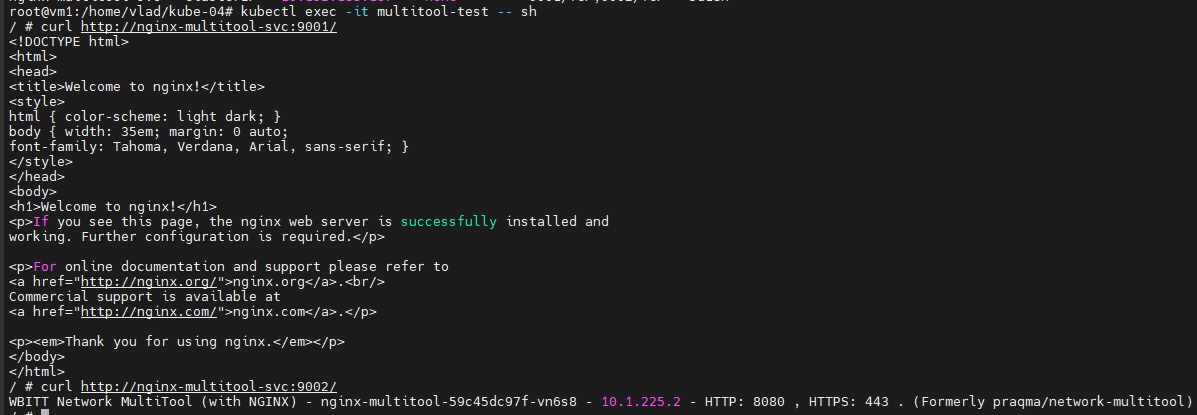 root@vm1:/home/vlad/kube-04# kubectl exec -it multitool-test -- sh
/ # curl http://nginx-multitool-svc:9001/
<!DOCTYPE html>
<html>
<head>
<title>Welcome to nginx!</title>
<style>
html { color-scheme: light dark; }
body { width: 35em; margin: 0 auto;
font-family: Tahoma, Verdana, Arial, sans-serif; }
</style>
</head>
<body>
<h1>Welcome to nginx!</h1>
<p>If you see this page, the nginx web server is successfully installed and
working. Further configuration is required.</p>

<p>For online documentation and support please refer to
<a href="http://nginx.org/">nginx.org</a>.<br/>
Commercial support is available at
<a href="http://nginx.com/">nginx.com</a>.</p>

<p><em>Thank you for using nginx.</em></p>
</body>
</html>
/ # curl http://nginx-multitool-svc:9002/
WBITT Network MultiTool (with NGINX) - nginx-multitool-59c45dc97f-vn6s8 - 10.1.225.2 - HTTP: 8080 , HTTPS: 443 . (Formerly praqma/network-multitool)
/ #